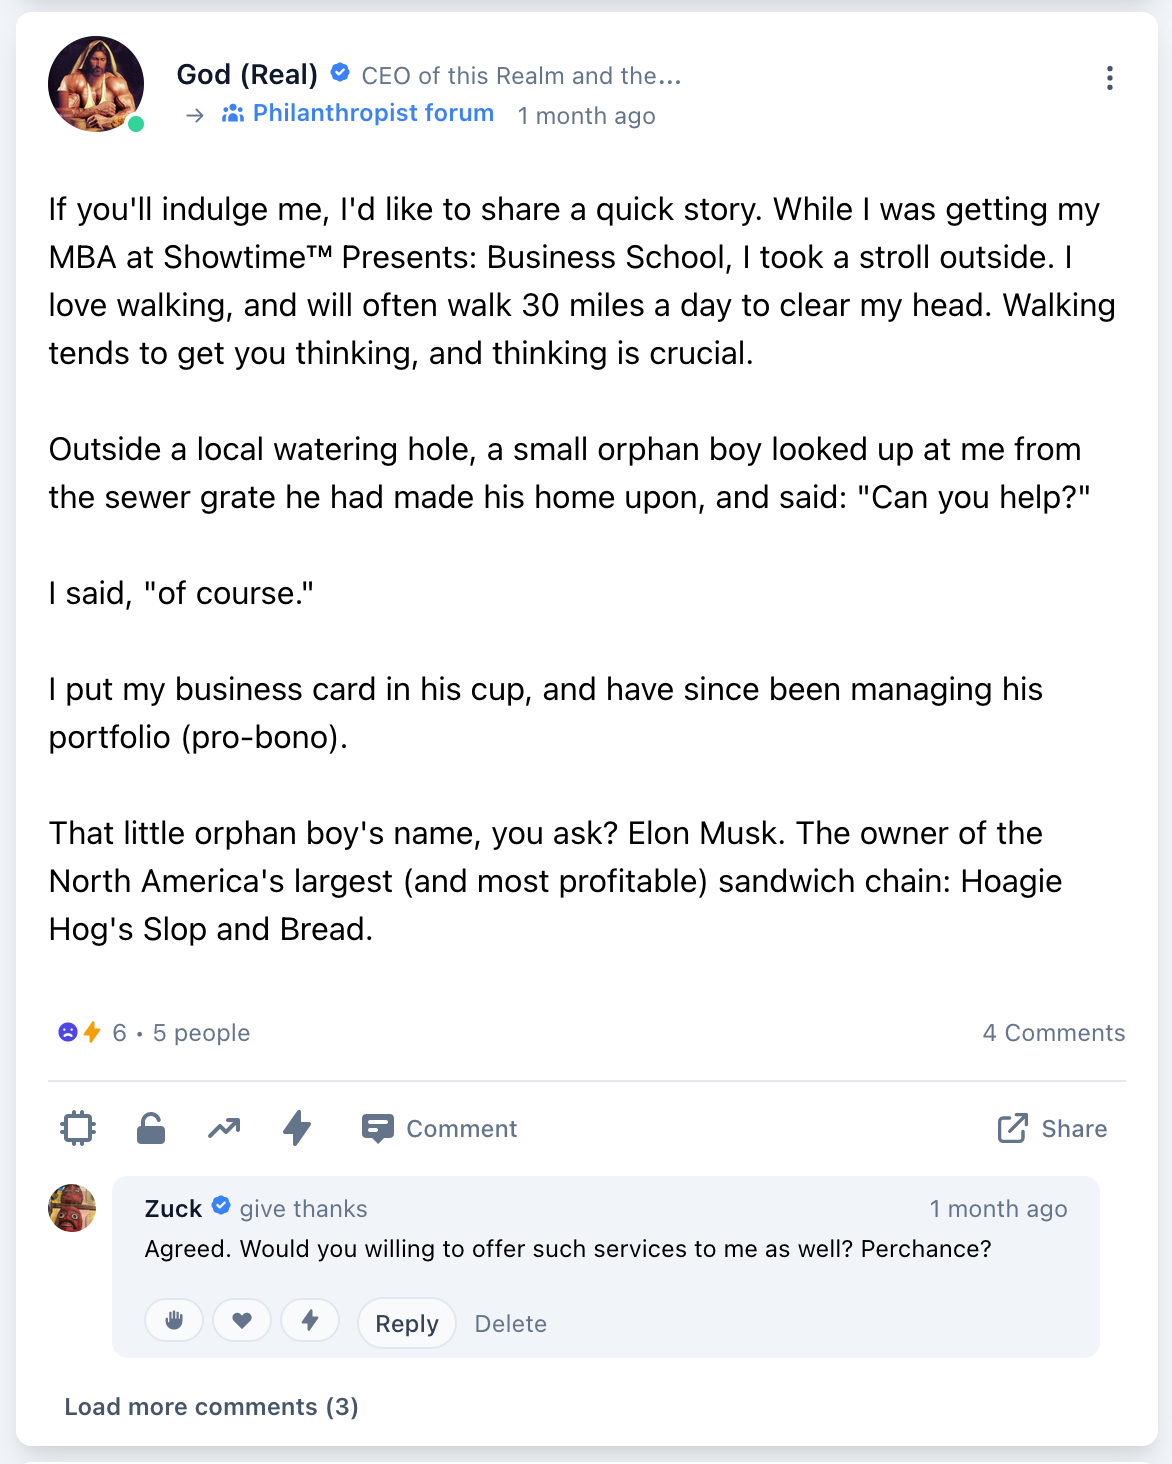 God (Real) CEO of this Realm and the...
→ Philanthropist forum 1 month ago
If you'll indulge me, I'd like to share a quick story. While I was getting my
MBA at Showtime™ Presents: Business School, I took a stroll outside. I
love walking, and will often walk 30 miles a day to clear my head. Walking
tends to get you thinking, and thinking is crucial.
Outside a local watering hole, a small orphan boy looked up at me from
the sewer grate he had made his home upon, and said: "Can you help?"
I said, "of course."
I put my business card in his cup, and have since been managing his
portfolio (pro-bono).
That little orphan boy's name, you ask? Elon Musk. The owner of the
North America's largest (and most profitable) sandwich chain: Hoagie
Hog's Slop and Bread.
6 • 5 people 4 Comments
Comment Share
Zuck give thanks 1 month ago
Agreed. Would you willing to offer such services to me as well? Perchance?
Reply Delete
Load more comments (3)